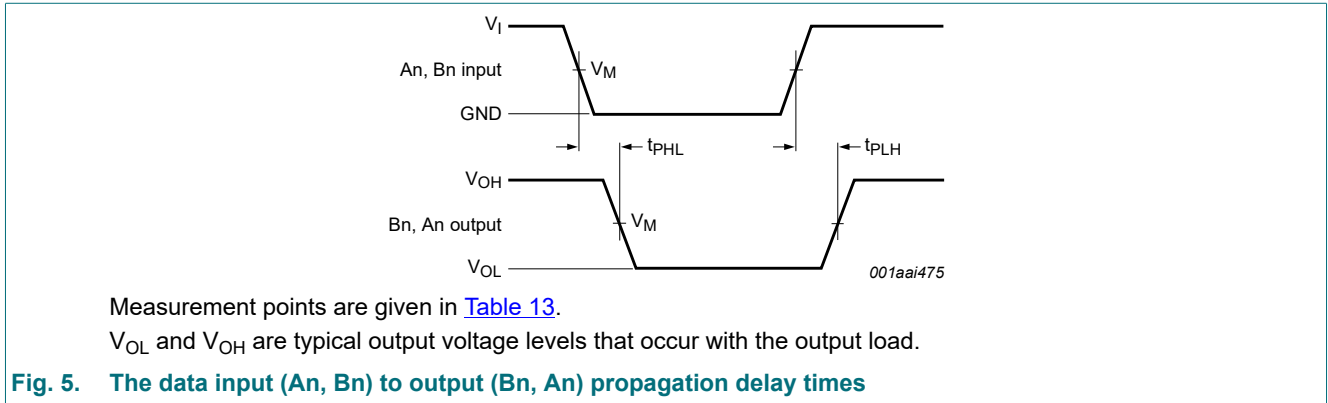 VI
An, Bn input
VM
GND
tPHL
tPLH
VOH
Bn, An output
VM
VOL
001aai475
Measurement points are given in Table 13.
VOL and VOH are typical output voltage levels that occur with the output load.
Fig. 5. The data input (An, Bn) to output (Bn, An) propagation delay times